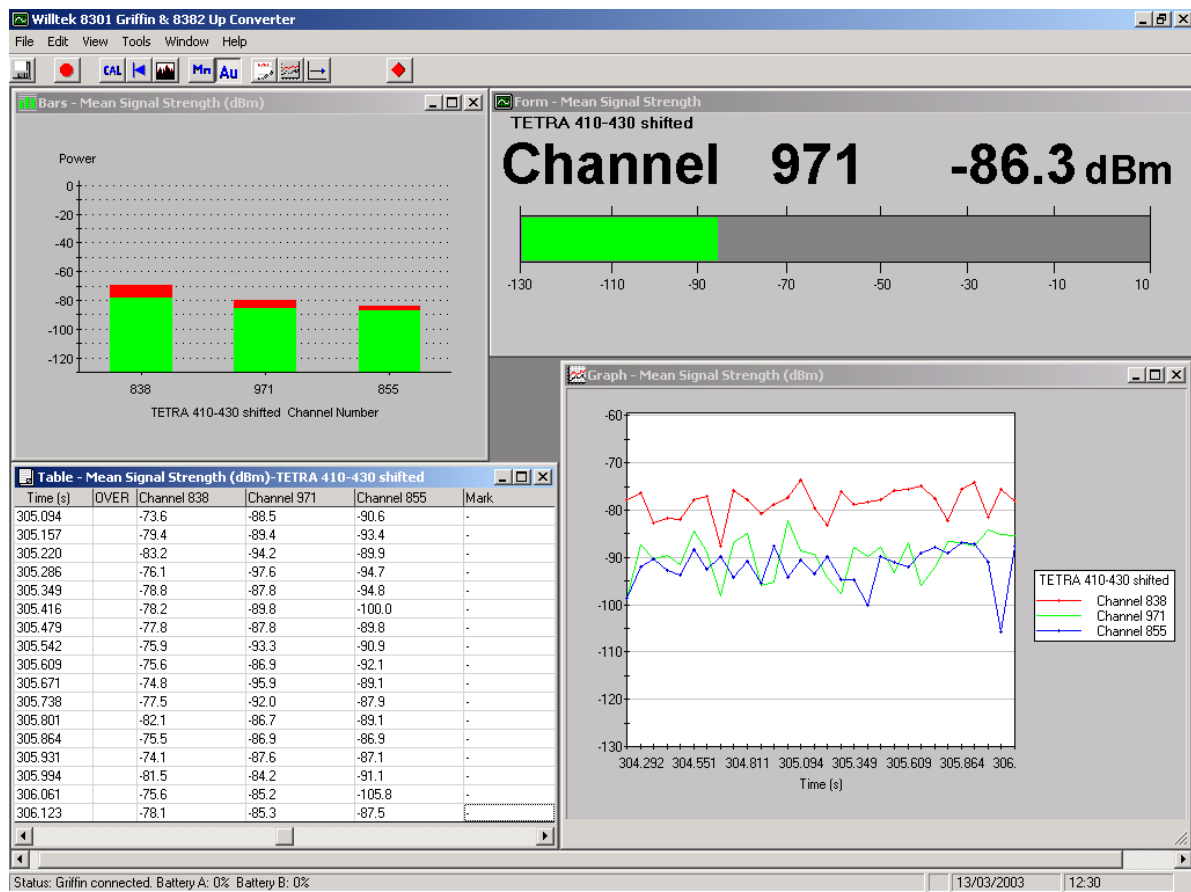 Willtek 8301 Griffin & 8382 Up Converter
File Edit View Tools Window Help
CAL Mn Au
Bars - Mean Signal Strength (dBm)
Power
0
-20
-40
-60
-80
-100
-120
838 971 855
TETRA 410-430 shifted Channel Number
Form - Mean Signal Strength
TETRA 410-430 shifted
Channel 971 -86.3 dBm
-130 -110 -90 -70 -50 -30 -10 10
Table - Mean Signal Strength (dBm)-TETRA 410-430 shifted
Time (s) OVER Channel 838 Channel 971 Channel 855 Mark
305.094 -73.6 -88.5 -90.6 -
305.157 -79.4 -89.4 -93.4 -
305.220 -83.2 -94.2 -89.9 -
305.286 -76.1 -97.6 -94.7 -
305.349 -78.8 -87.8 -94.8 -
305.416 -78.2 -89.8 -100.0 -
305.479 -77.8 -87.8 -89.8 -
305.542 -75.9 -93.3 -90.9 -
305.609 -75.6 -86.9 -92.1 -
305.671 -74.8 -95.9 -89.1 -
305.738 -77.5 -92.0 -87.9 -
305.801 -82.1 -86.7 -89.1 -
305.864 -75.5 -86.9 -86.9 -
305.931 -74.1 -87.6 -87.1 -
305.994 -81.5 -84.2 -91.1 -
306.061 -75.6 -85.2 -105.8 -
306.123 -78.1 -85.3 -87.5 -
Graph - Mean Signal Strength (dBm)
-60
-70
-80
-90
-100
-110
-120
-130
304.292 304.551 304.811 305.094 305.349 305.609 305.864 306.
Time (s)
TETRA 410-430 shifted
Channel 838
Channel 971
Channel 855
Status: Griffin connected. Battery A: 0% Battery B: 0%
13/03/2003 12:30